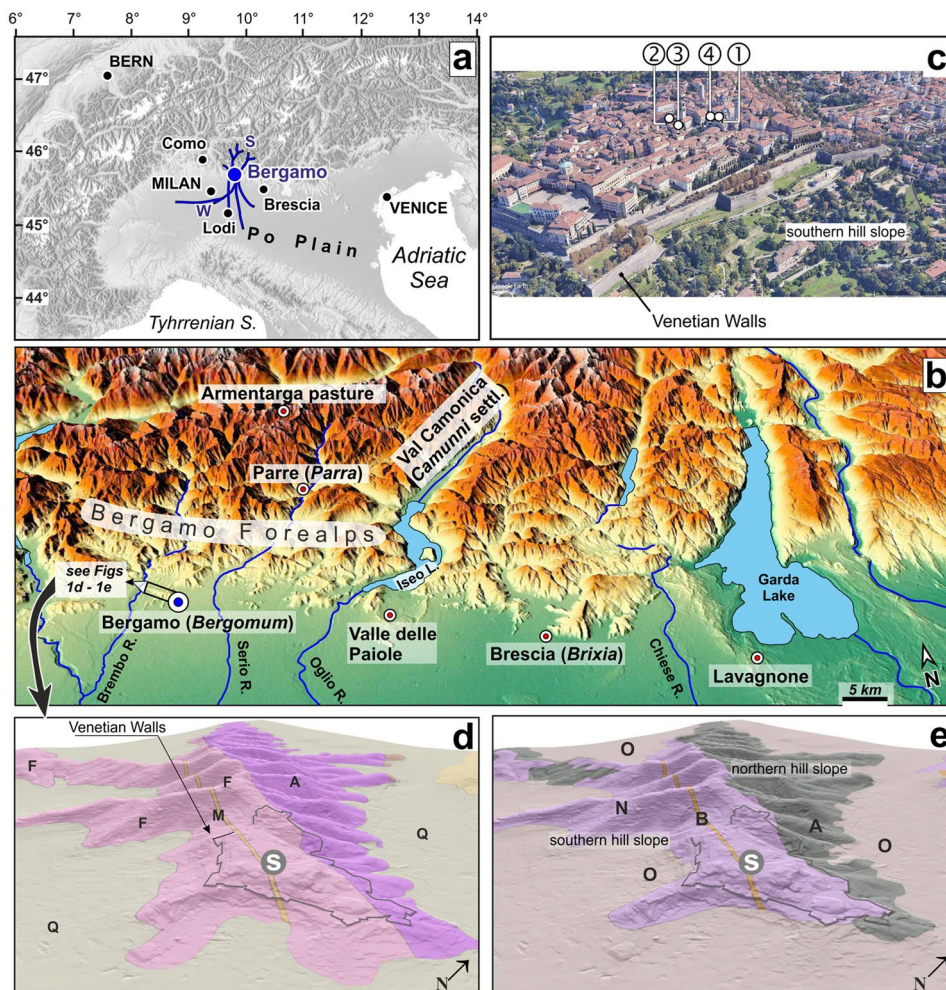 6° 7° 8° 9° 10° 11° 12° 13° 14°
a
47°
46°
45°
44°
BERN
Como
S
Bergamo
MILAN
Brescia
W
Lodi
VENICE
Po Plain
Adriatic
Sea
Tyhrrenian S.
c
2 3 4 1
southern hill slope
Google Earth
Venetian Walls
b
Armentarga pasture
Val Camonica
Camunni settl.
Parre (Parra)
Bergamo Forealps
see Figs
1d - 1e
Iseo L.
Garda
Lake
Bergamo (Bergomum)
Valle delle
Paiole
Brescia (Brixia)
Lavagnone
Brembo R.
Serio R.
Oglio R.
Chiese R.
N
5 km
Venetian Walls
d
F
F
A
F
M
Q
S
Q
N
e
O
northern hill slope
N
B
A
O
southern hill slope
O
S
N